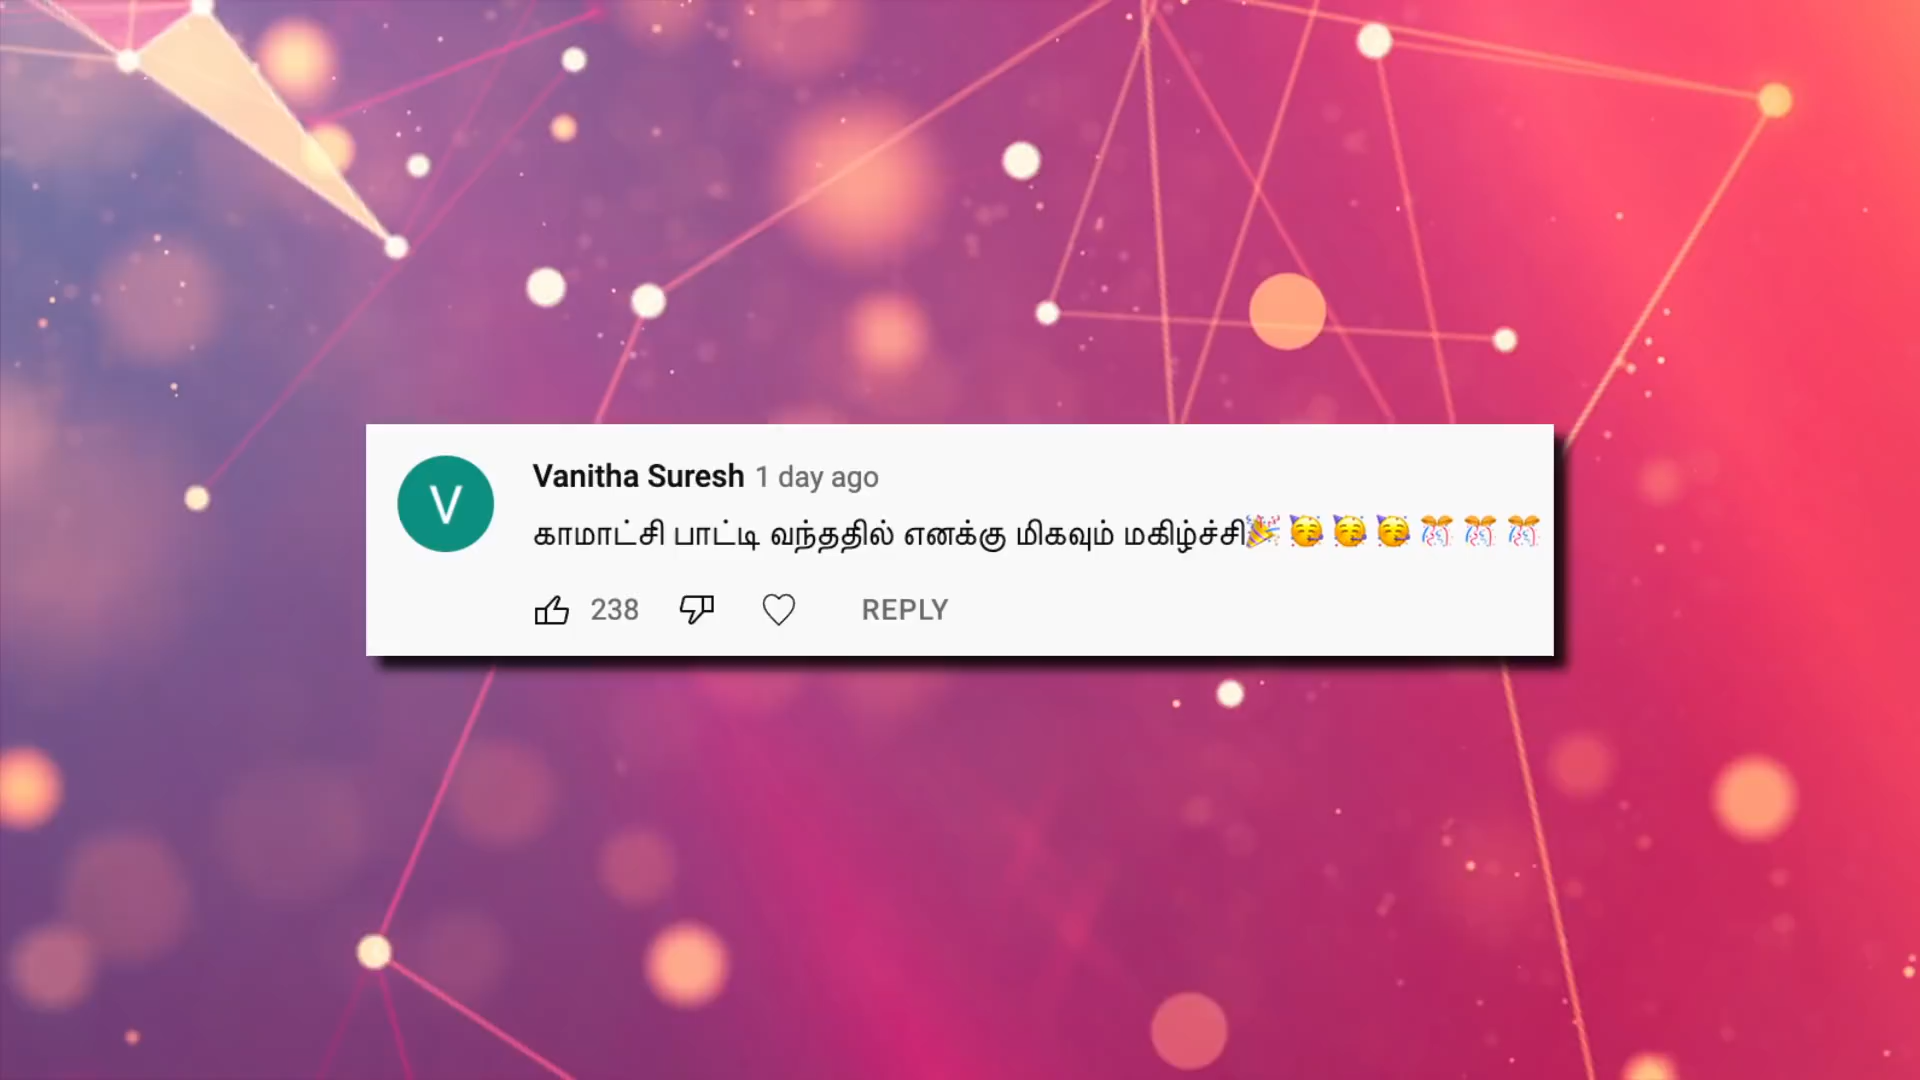 V
Vanitha Suresh 1 day ago
காமாட்சி பாட்டி வந்ததில் எனக்கு மிகவும் மகிழ்ச்சி🎉🥳🥳🥳🎊🎊🎊
238 REPLY